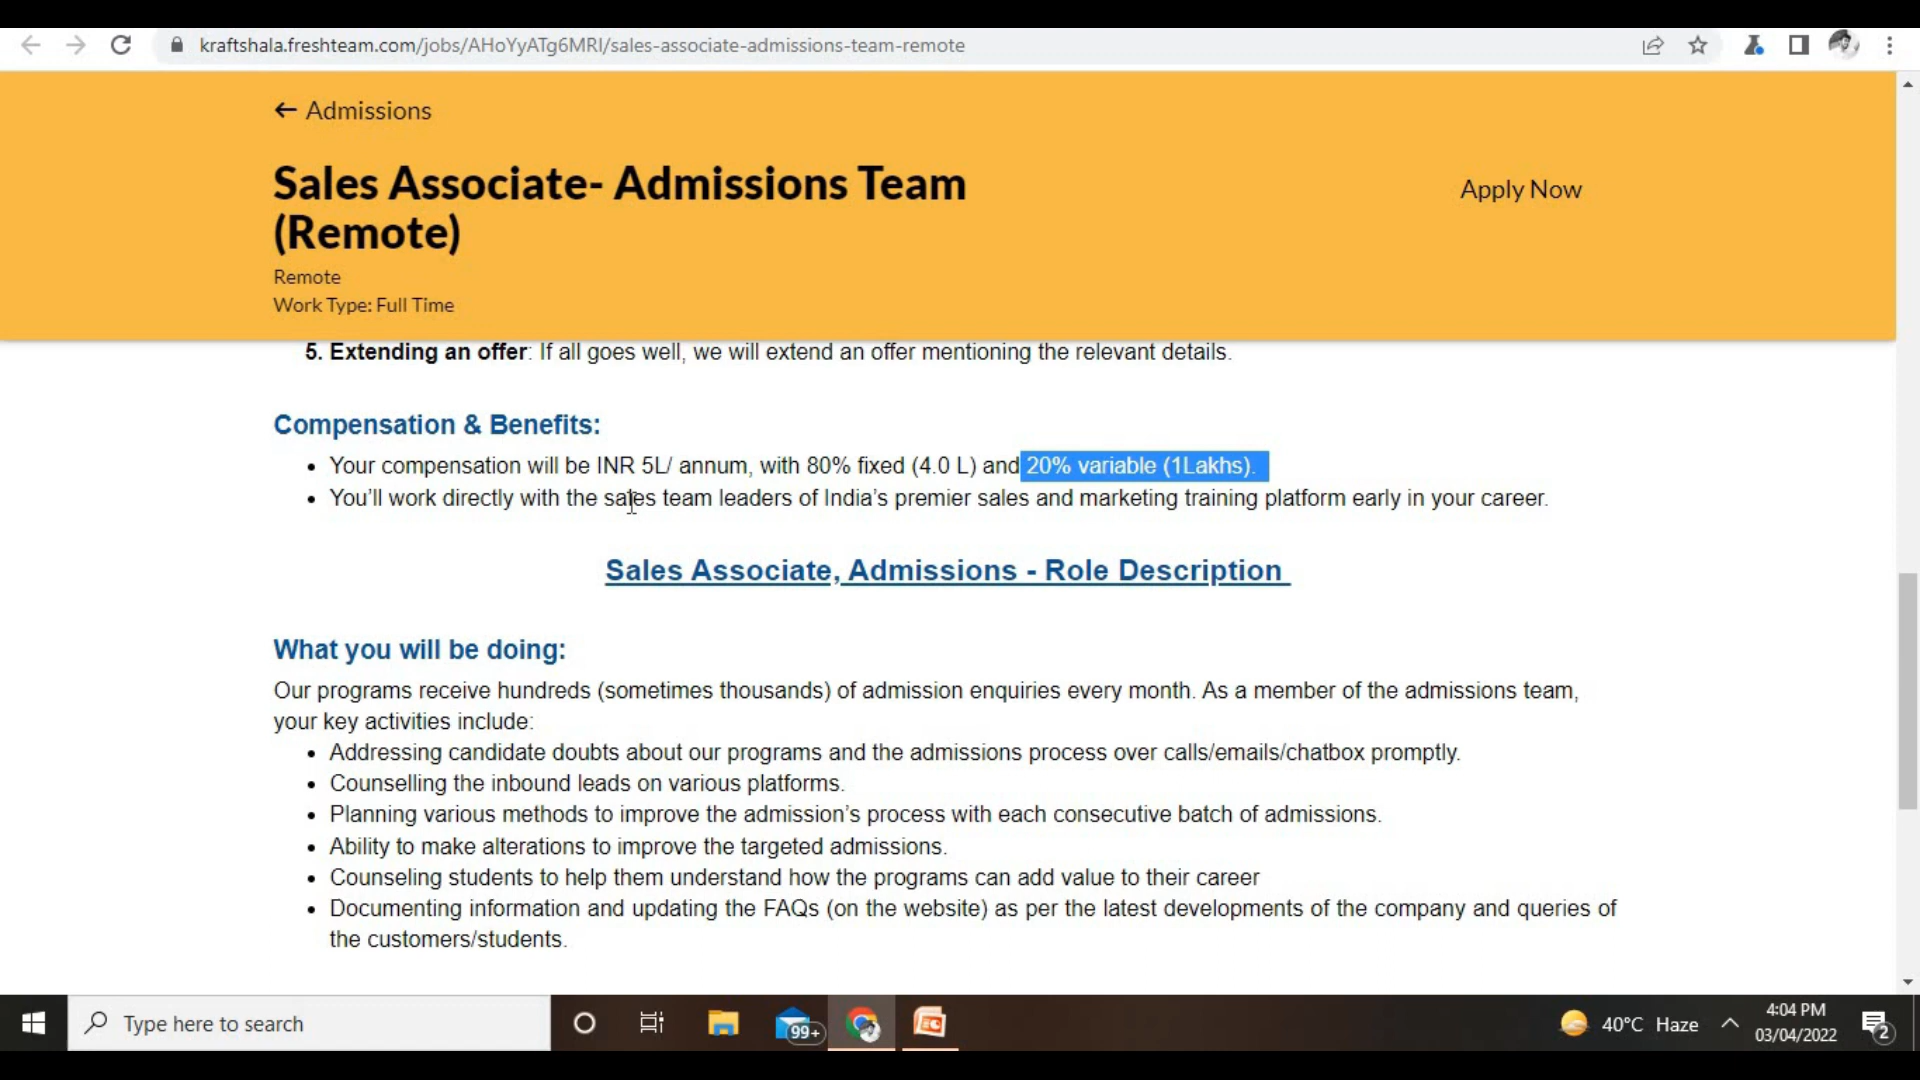 kraftshala.freshteam.com/jobs/AHoYyATg6MRI/sales-associate-admissions-team-remote
← Admissions
Sales Associate- Admissions Team
(Remote)
Apply Now
Remote
Work Type: Full Time
5. Extending an offer: If all goes well, we will extend an offer mentioning the relevant details.
Compensation & Benefits:
• Your compensation will be INR 5L/ annum, with 80% fixed (4.0 L) and 20% variable (1Lakhs).
• You’ll work directly with the sales team leaders of India’s premier sales and marketing training platform early in your career.
Sales Associate, Admissions - Role Description
What you will be doing:
Our programs receive hundreds (sometimes thousands) of admission enquiries every month. As a member of the admissions team,
your key activities include:
• Addressing candidate doubts about our programs and the admissions process over calls/emails/chatbox promptly.
• Counselling the inbound leads on various platforms.
• Planning various methods to improve the admission’s process with each consecutive batch of admissions.
• Ability to make alterations to improve the targeted admissions.
• Counseling students to help them understand how the programs can add value to their career
• Documenting information and updating the FAQs (on the website) as per the latest developments of the company and queries of
the customers/students.
Type here to search
99+
40°C Haze
4:04 PM
03/04/2022
2